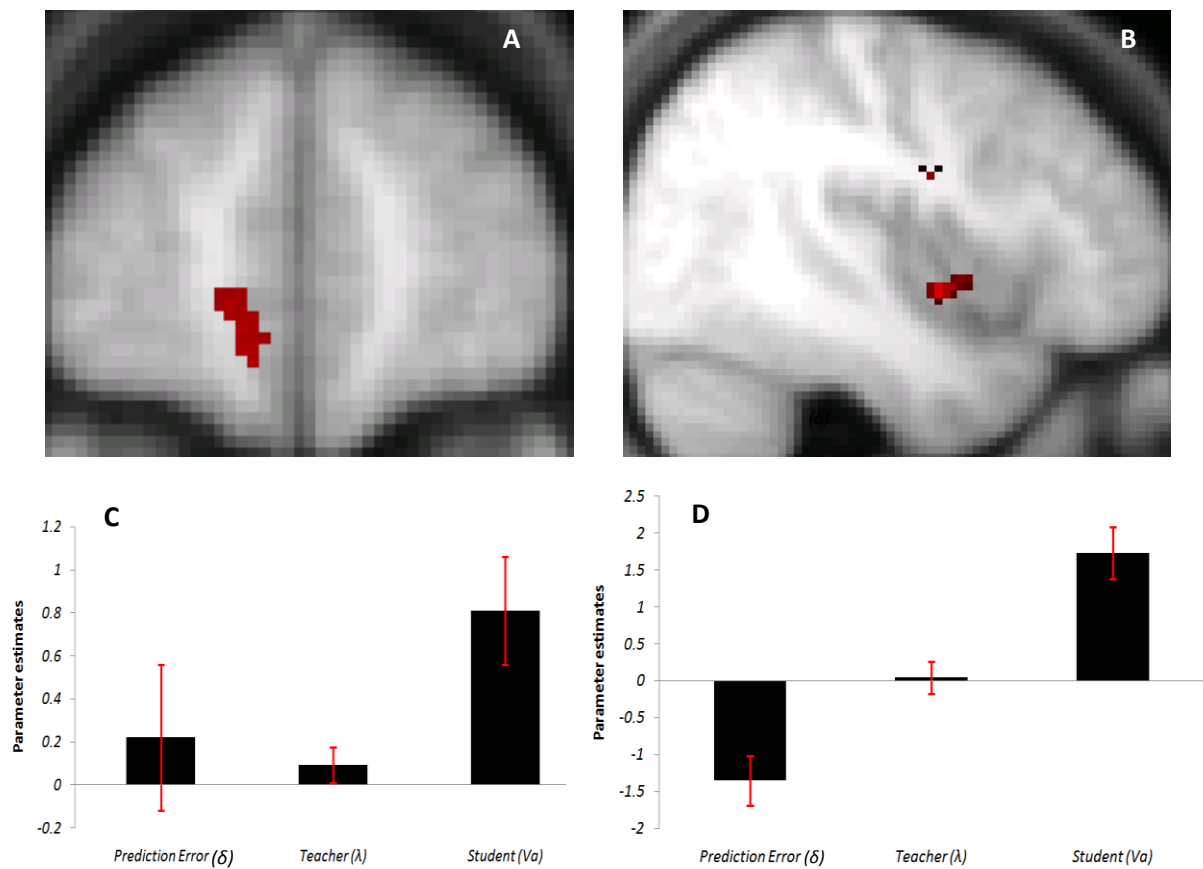 A
B
(δ)
C
Parameter estimates
1.2
1
0.8
0.6
0.4
0.2
0
-0.2
Prediction Error (δ)
Teacher (λ)
Student (Va)
D
Parameter estimates
2.5
2
1.5
1
0.5
0
-0.5
-1
-1.5
-2
Prediction Error (δ)
Teacher (λ)
Student (Va)